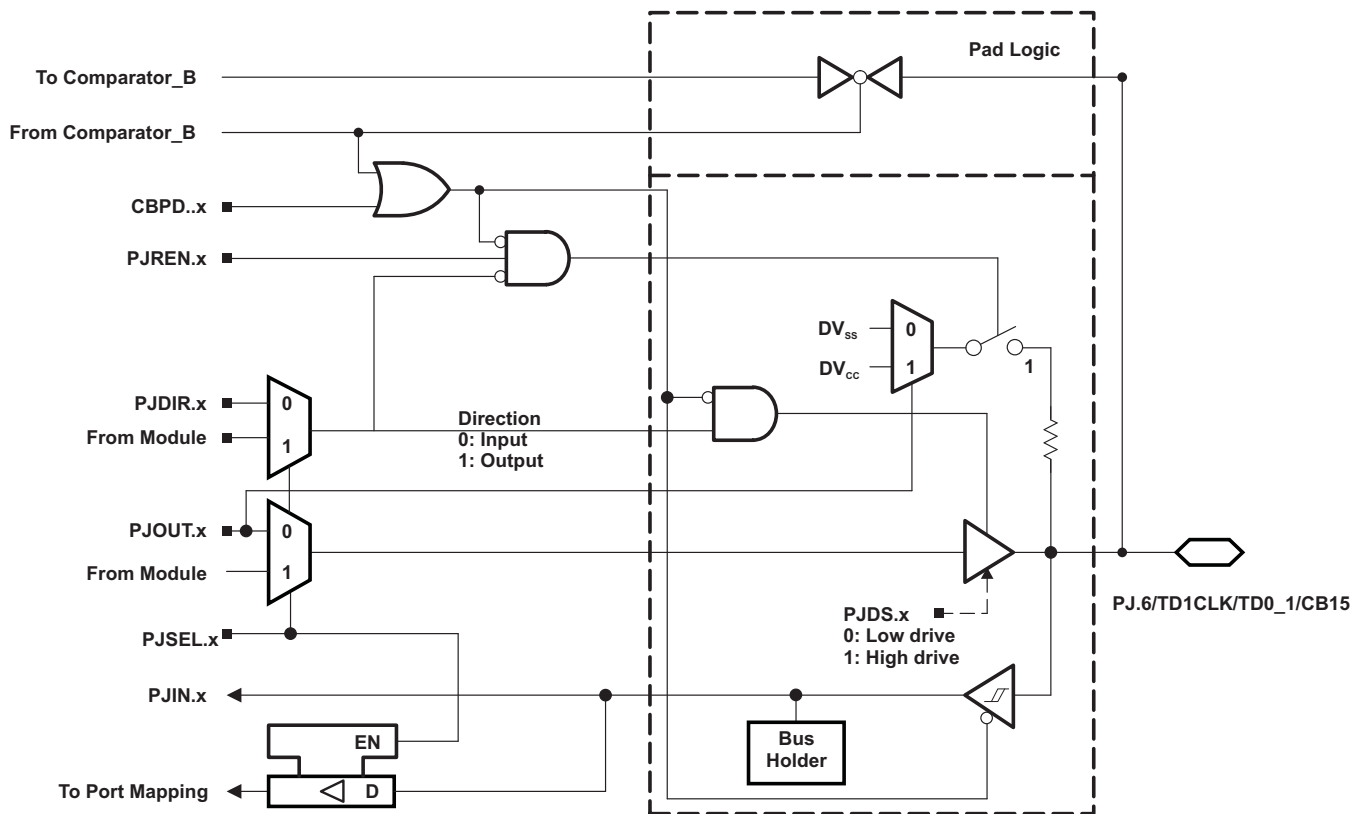 Pad Logic
To Comparator_B
From Comparator_B
CBPD..x
PJREN.x
DVSS
0
DVCC
1
1
PJDIR.x
0
From Module
1
Direction
0: Input
1: Output
PJOUT.x
0
From Module
1
PJ.6/TD1CLK/TD0_1/CB15
PJDS.x
0: Low drive
1: High drive
PJSEL.x
PJIN.x
EN
Bus
Holder
To Port Mapping
D